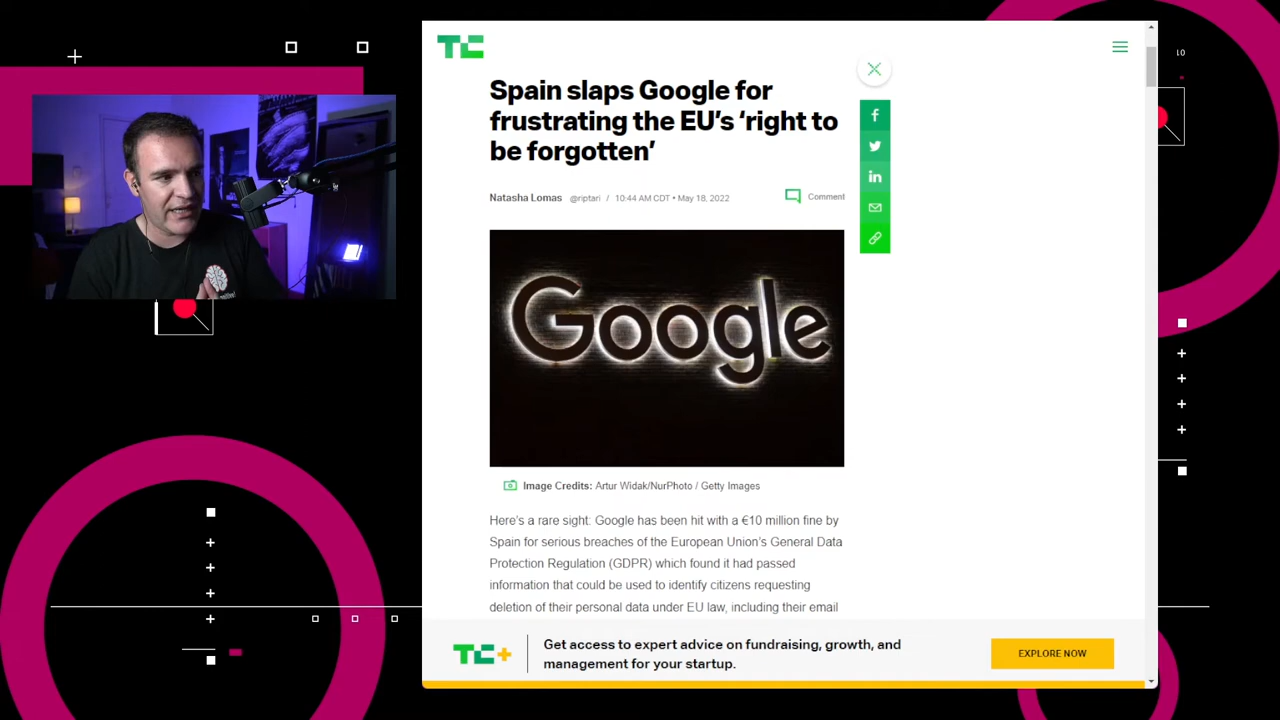 TC
Spain slaps Google for
frustrating the EU's ‘right to
be forgotten’
Natasha Lomas @riptari / 10:44 AM CDT • May 18, 2022
Comment
Google
Image Credits: Artur Widak/NurPhoto / Getty Images
Here's a rare sight: Google has been hit with a €10 million fine by
Spain for serious breaches of the European Union's General Data
Protection Regulation (GDPR) which found it had passed
information that could be used to identify citizens requesting
deletion of their personal data under EU law, including their email
TC+
Get access to expert advice on fundraising, growth, and
management for your startup.
EXPLORE NOW